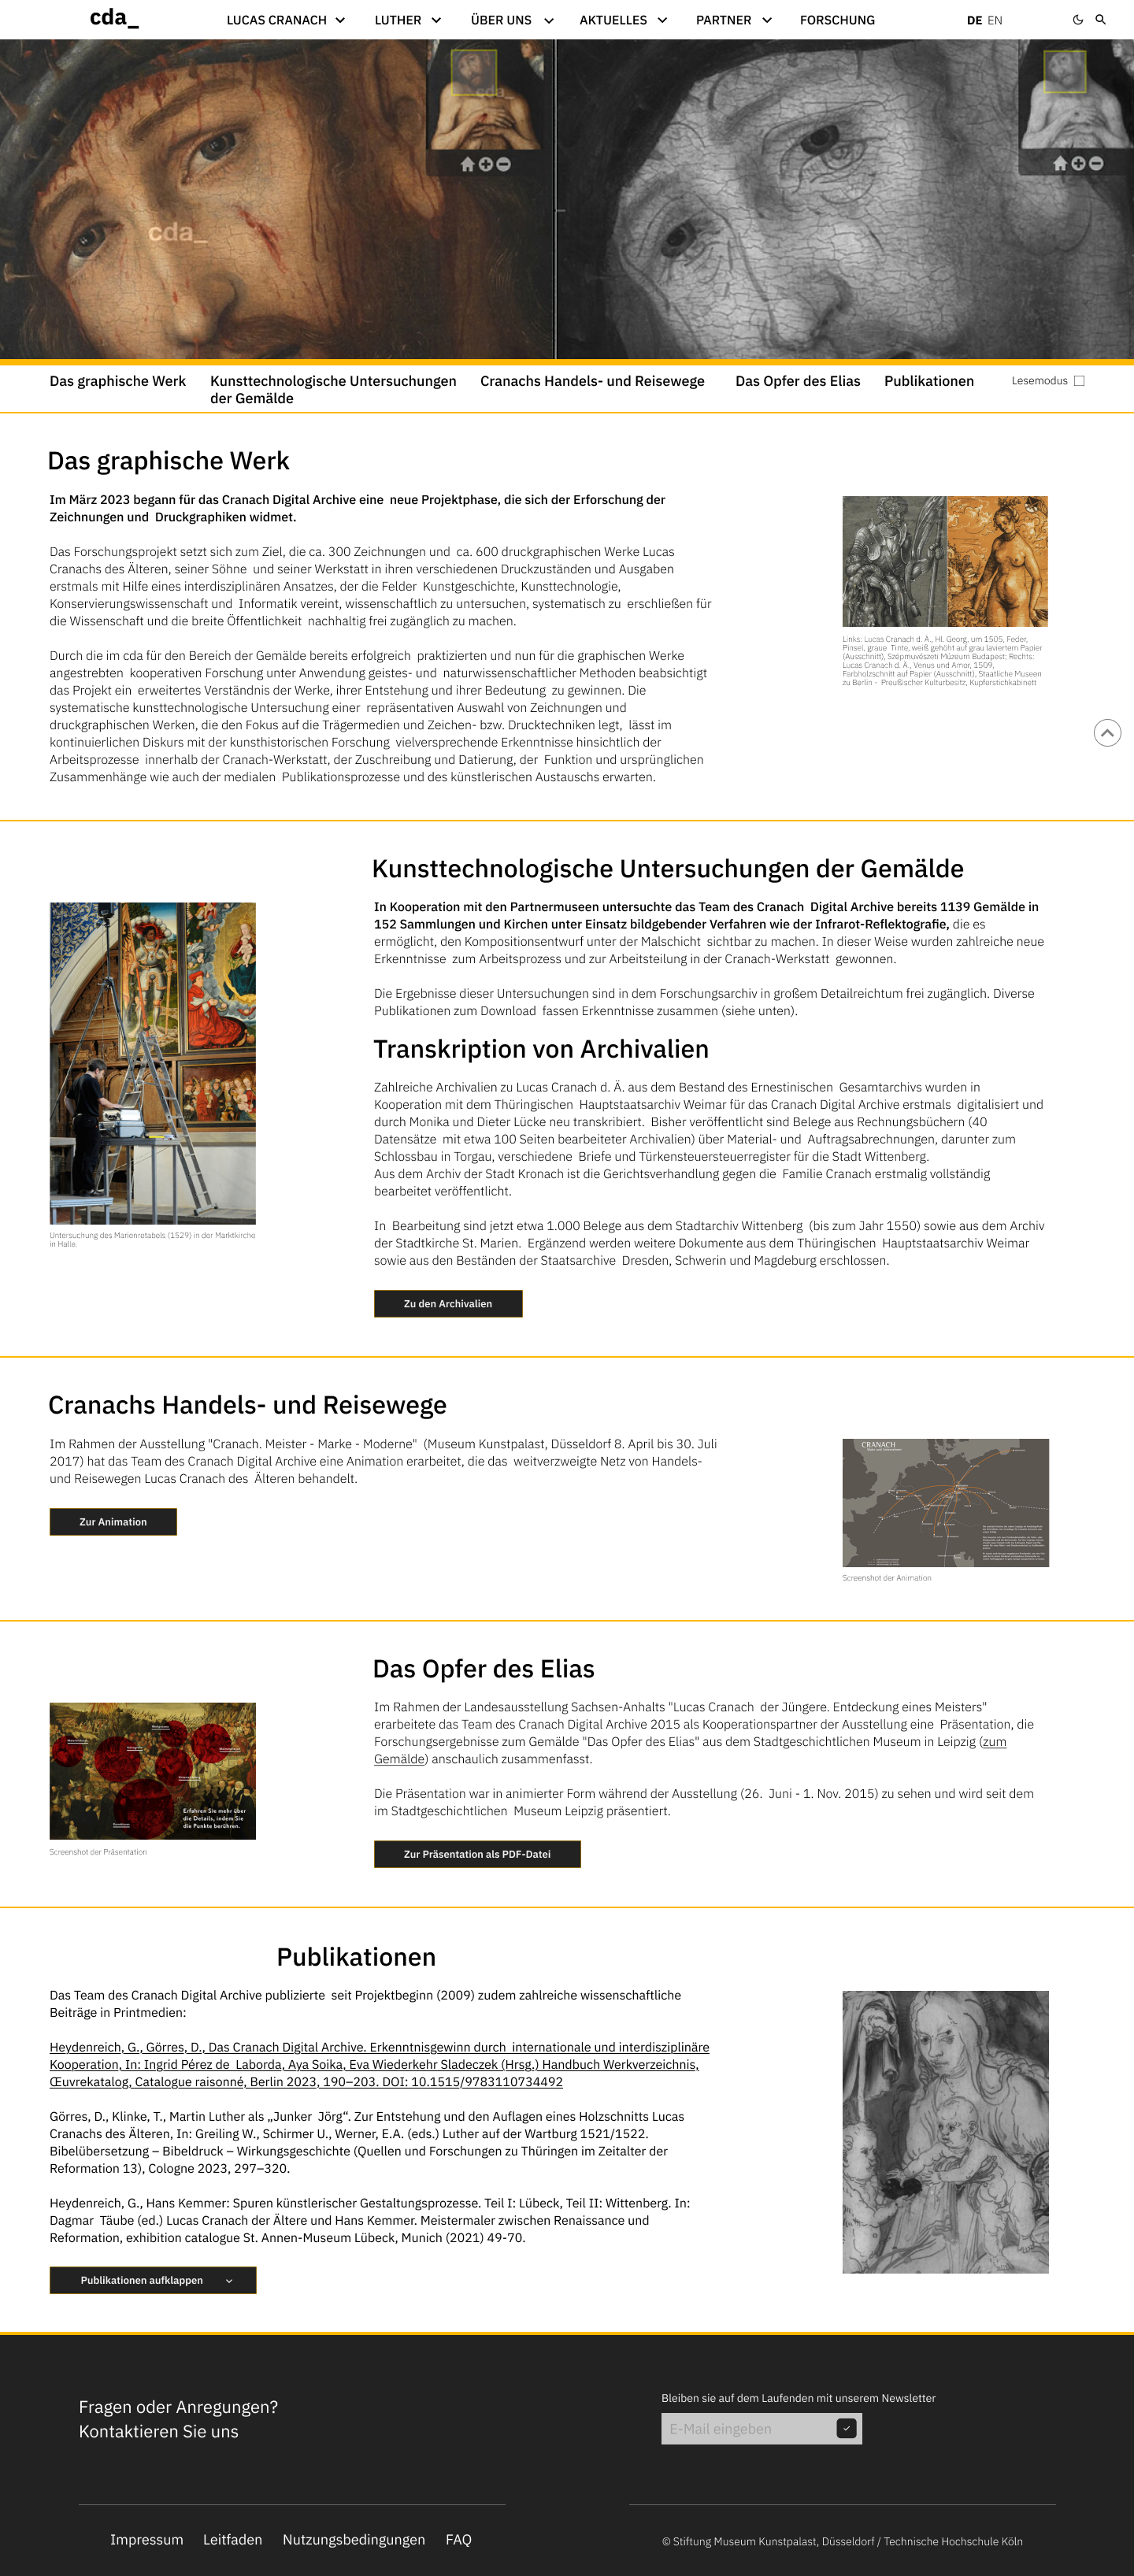 cda_
LUCAS CRANACH
LUTHER
ÜBER UNS
AKTUELLES
PARTNER
FORSCHUNG
DE EN
cda_
cda_
Das graphische Werk
Kunsttechnologische Untersuchungen
der Gemälde
Cranachs Handels- und Reisewege
Das Opfer des Elias
Publikationen
Lesemodus
Das graphische Werk
Im März 2023 begann für das Cranach Digital Archive eine neue Projektphase, die sich der Erforschung der
Zeichnungen und Druckgraphiken widmet.
Das Forschungsprojekt setzt sich zum Ziel, die ca. 300 Zeichnungen und ca. 600 druckgraphischen Werke Lucas
Cranachs des Älteren, seiner Söhne und seiner Werkstatt in ihren verschiedenen Druckzuständen und Ausgaben
erstmals mit Hilfe eines interdisziplinären Ansatzes, der die Felder Kunstgeschichte, Kunsttechnologie,
Konservierungswissenschaft und Informatik vereint, wissenschaftlich zu untersuchen, systematisch zu erschließen für
die Wissenschaft und die breite Öffentlichkeit nachhaltig frei zugänglich zu machen.
Durch die im cda für den Bereich der Gemälde bereits erfolgreich praktizierten und nun für die graphischen Werke
angestrebten kooperativen Forschung unter Anwendung geistes- und naturwissenschaftlicher Methoden beabsichtigt
das Projekt ein erweitertes Verständnis der Werke, ihrer Entstehung und ihrer Bedeutung zu gewinnen. Die
systematische kunsttechnologische Untersuchung einer repräsentativen Auswahl von Zeichnungen und
druckgraphischen Werken, die den Fokus auf die Trägermedien und Zeichen- bzw. Drucktechniken legt, lässt im
kontinuierlichen Diskurs mit der kunsthistorischen Forschung vielversprechende Erkenntnisse hinsichtlich der
Arbeitsprozesse innerhalb der Cranach-Werkstatt, der Zuschreibung und Datierung, der Funktion und ursprünglichen
Zusammenhänge wie auch der medialen Publikationsprozesse und des künstlerischen Austauschs erwarten.
Links: Lucas Cranach d. Ä., Hl. Georg, um 1505, Feder,
Pinsel, graue Tinte, weiß gehöht auf grau laviertem Papier
(Ausschnitt), Szépmuvészeti Múzeum Budapest; Rechts:
Lucas Cranach d. Ä., Venus und Amor, 1509,
Farbholzschnitt auf Papier (Ausschnitt), Staatliche Museen
zu Berlin - Preußischer Kulturbesitz, Kupferstichkabinett
Kunsttechnologische Untersuchungen der Gemälde
In Kooperation mit den Partnermuseen untersuchte das Team des Cranach Digital Archive bereits 1139 Gemälde in
152 Sammlungen und Kirchen unter Einsatz bildgebender Verfahren wie der Infrarot-Reflektografie, die es
ermöglicht, den Kompositionsentwurf unter der Malschicht sichtbar zu machen. In dieser Weise wurden zahlreiche neue
Erkenntnisse zum Arbeitsprozess und zur Arbeitsteilung in der Cranach-Werkstatt gewonnen.
Die Ergebnisse dieser Untersuchungen sind in dem Forschungsarchiv in großem Detailreichtum frei zugänglich. Diverse
Publikationen zum Download fassen Erkenntnisse zusammen (siehe unten).
Untersuchung des Marienretabels (1529) in der Marktkirche
in Halle.
Transkription von Archivalien
Zahlreiche Archivalien zu Lucas Cranach d. Ä. aus dem Bestand des Ernestinischen Gesamtarchivs wurden in
Kooperation mit dem Thüringischen Hauptstaatsarchiv Weimar für das Cranach Digital Archive erstmals digitalisiert und
durch Monika und Dieter Lücke neu transkribiert. Bisher veröffentlicht sind Belege aus Rechnungsbüchern (40
Datensätze mit etwa 100 Seiten bearbeiteter Archivalien) über Material- und Auftragsabrechnungen, darunter zum
Schlossbau in Torgau, verschiedene Briefe und Türkensteuersteuerregister für die Stadt Wittenberg.
Aus dem Archiv der Stadt Kronach ist die Gerichtsverhandlung gegen die Familie Cranach erstmalig vollständig
bearbeitet veröffentlicht.
In Bearbeitung sind jetzt etwa 1.000 Belege aus dem Stadtarchiv Wittenberg (bis zum Jahr 1550) sowie aus dem Archiv
der Stadtkirche St. Marien. Ergänzend werden weitere Dokumente aus dem Thüringischen Hauptstaatsarchiv Weimar
sowie aus den Beständen der Staatsarchive Dresden, Schwerin und Magdeburg erschlossen.
Zu den Archivalien
Cranachs Handels- und Reisewege
Im Rahmen der Ausstellung "Cranach. Meister - Marke - Moderne" (Museum Kunstpalast, Düsseldorf 8. April bis 30. Juli
2017) hat das Team des Cranach Digital Archive eine Animation erarbeitet, die das weitverzweigte Netz von Handels-
und Reisewegen Lucas Cranach des Älteren behandelt.
Zur Animation
CRANACH
Screenshot der Animation
Das Opfer des Elias
Im Rahmen der Landesausstellung Sachsen-Anhalts "Lucas Cranach der Jüngere. Entdeckung eines Meisters"
erarbeitete das Team des Cranach Digital Archive 2015 als Kooperationspartner der Ausstellung eine Präsentation, die
Forschungsergebnisse zum Gemälde "Das Opfer des Elias" aus dem Stadtgeschichtlichen Museum in Leipzig (zum
Gemälde) anschaulich zusammenfasst.
Die Präsentation war in animierter Form während der Ausstellung (26. Juni - 1. Nov. 2015) zu sehen und wird seit dem
im Stadtgeschichtlichen Museum Leipzig präsentiert.
Zur Präsentation als PDF-Datei
Erfahren Sie mehr über
die Details, indem Sie
die Punkte berühren.
Screenshot der Präsentation
Publikationen
Das Team des Cranach Digital Archive publizierte seit Projektbeginn (2009) zudem zahlreiche wissenschaftliche
Beiträge in Printmedien:
Heydenreich, G., Görres, D., Das Cranach Digital Archive. Erkenntnisgewinn durch internationale und interdisziplinäre
Kooperation, In: Ingrid Pérez de Laborda, Aya Soika, Eva Wiederkehr Sladeczek (Hrsg.) Handbuch Werkverzeichnis,
Œuvrekatalog, Catalogue raisonné, Berlin 2023, 190–203. DOI: 10.1515/9783110734492
Görres, D., Klinke, T., Martin Luther als „Junker Jörg“. Zur Entstehung und den Auflagen eines Holzschnitts Lucas
Cranachs des Älteren, In: Greiling W., Schirmer U., Werner, E.A. (eds.) Luther auf der Wartburg 1521/1522.
Bibelübersetzung – Bibeldruck – Wirkungsgeschichte (Quellen und Forschungen zu Thüringen im Zeitalter der
Reformation 13), Cologne 2023, 297–320.
Heydenreich, G., Hans Kemmer: Spuren künstlerischer Gestaltungsprozesse. Teil I: Lübeck, Teil II: Wittenberg. In:
Dagmar Täube (ed.) Lucas Cranach der Ältere und Hans Kemmer. Meistermaler zwischen Renaissance und
Reformation, exhibition catalogue St. Annen-Museum Lübeck, Munich (2021) 49-70.
Publikationen aufklappen
Fragen oder Anregungen?
Kontaktieren Sie uns
Bleiben sie auf dem Laufenden mit unserem Newsletter
E-Mail eingeben
Impressum
Leitfaden
Nutzungsbedingungen
FAQ
© Stiftung Museum Kunstpalast, Düsseldorf / Technische Hochschule Köln